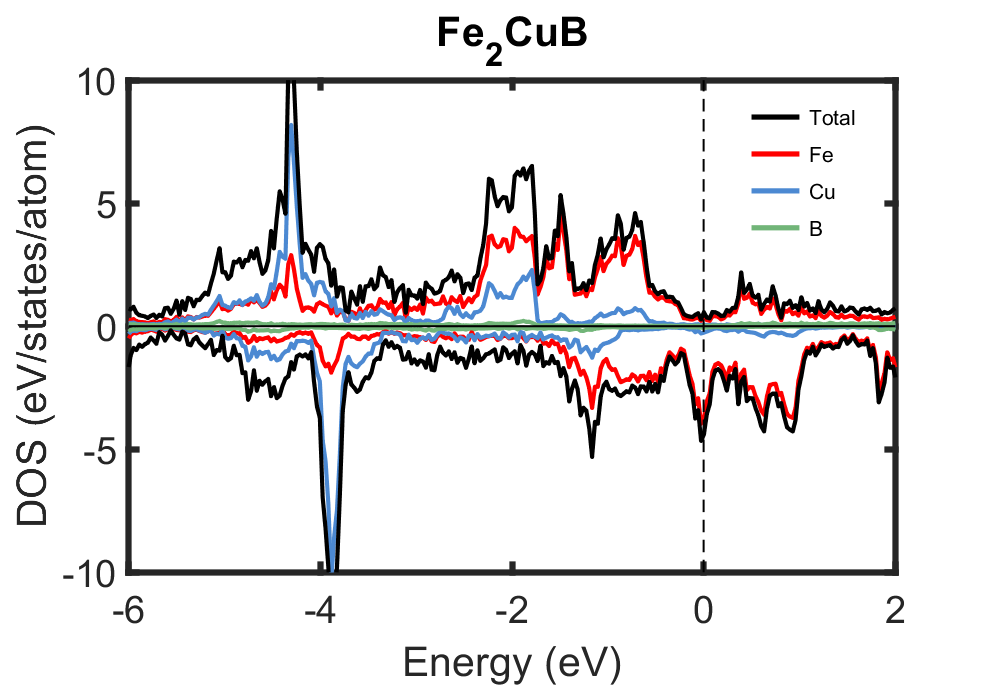 Fe₂CuB
10
5
0
-5
-10
DOS (eV/states/atom)
Total
Fe
Cu
B
-6
-4
-2
0
2
Energy (eV)